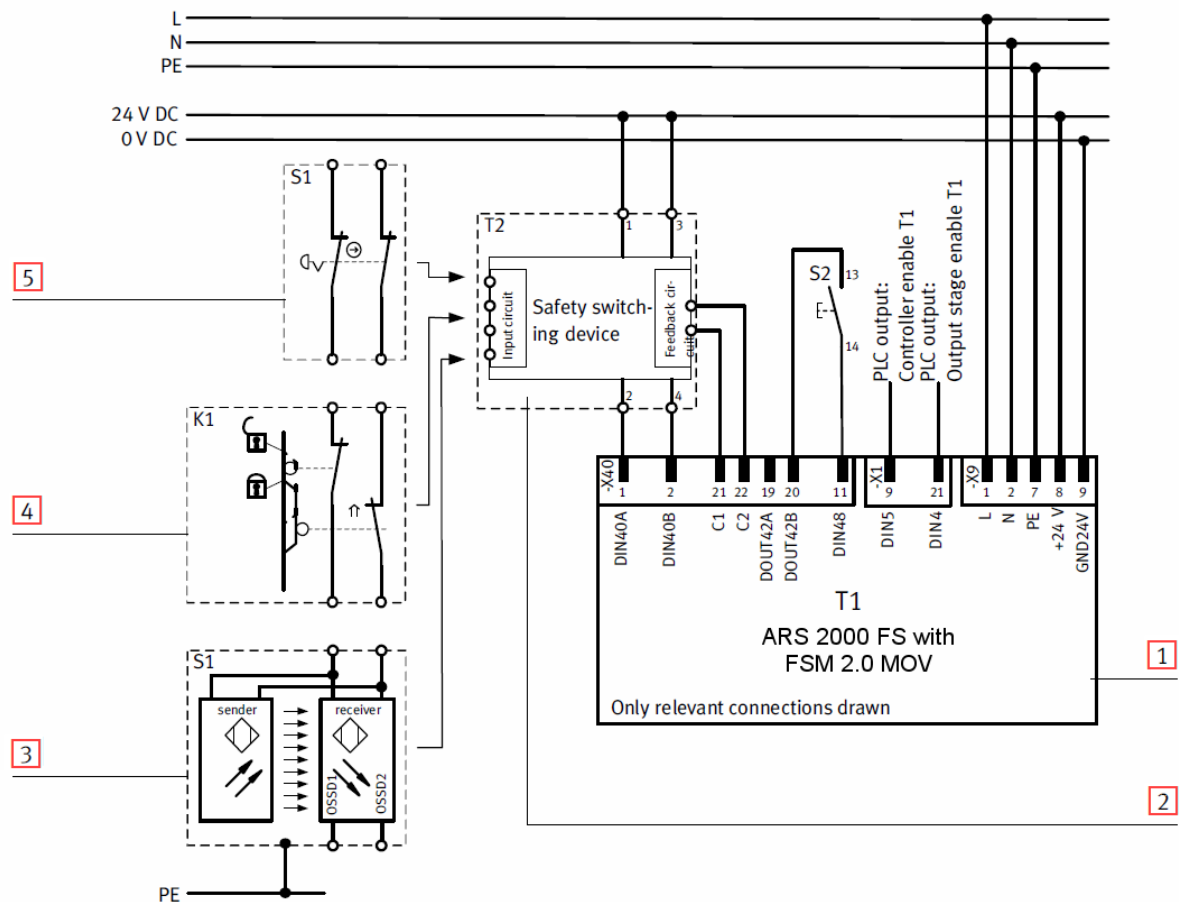 L
N
PE
24 V DC
0 V DC
S1
5
T2
1
3
Input circuit
Safety switch-
ing device
Feedback cir-
cuit
2
4
S2
13
14
PLC output:
Controller enable T1
PLC output:
Output stage enable T1
K1
4
-X40
1
2
21
22
19
20
11
-X1
9
21
-X9
1
2
7
8
9
DIN40A
DIN40B
C1
C2
DOUT42A
DOUT42B
DIN48
DIN5
DIN4
L
N
PE
+24 V
GND24V
T1
ARS 2000 FS with
FSM 2.0 MOV
Only relevant connections drawn
1
S1
sender
receiver
OSSD1
OSSD2
3
2
PE